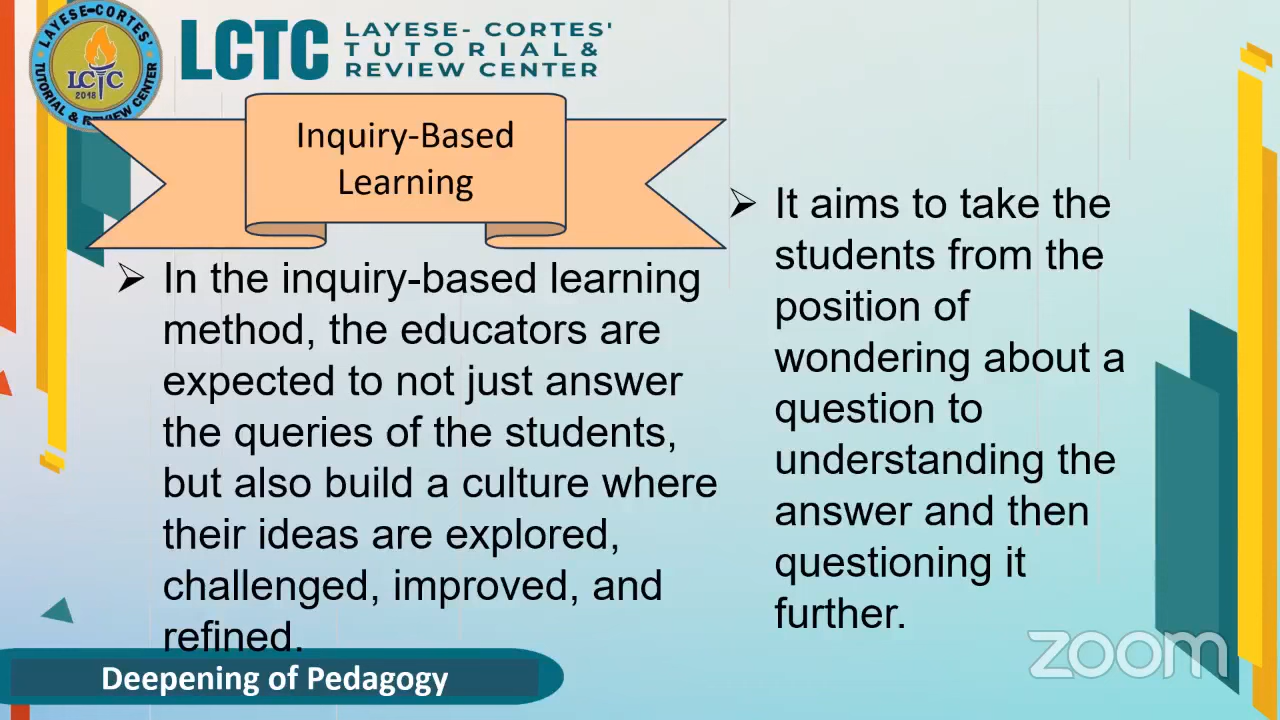 LAYESE-CORTES'
LCTC
2018
TUTORIAL & REVIEW CENTER
LCTC
LAYESE- CORTES'
TUTORIAL &
REVIEW CENTER
Inquiry-Based
Learning
➢ In the inquiry-based learning
method, the educators are
expected to not just answer
the queries of the students,
but also build a culture where
their ideas are explored,
challenged, improved, and
refined.
➢ It aims to take the
students from the
position of
wondering about a
question to
understanding the
answer and then
questioning it
further.
Deepening of Pedagogy
zoom